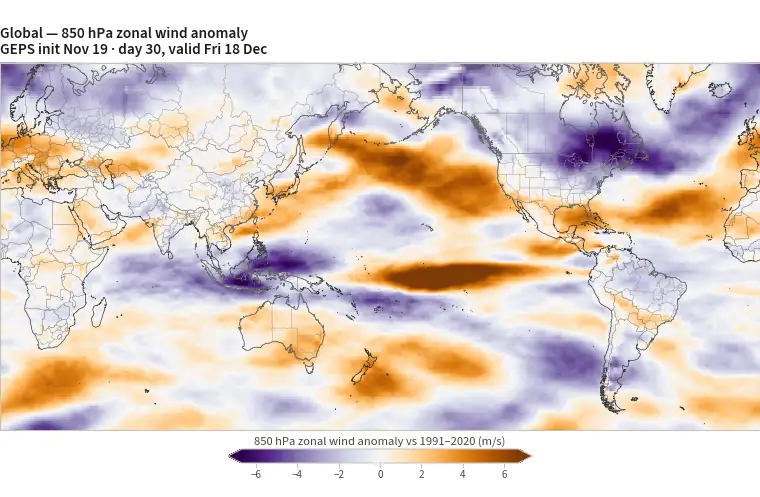 Global — 850 hPa zonal wind anomaly
GEPS init Nov 19 · day 30, valid Fri 18 Dec
850 hPa zonal wind anomaly vs 1991–2020 (m/s)
−6 −4 −2 0 2 4 6